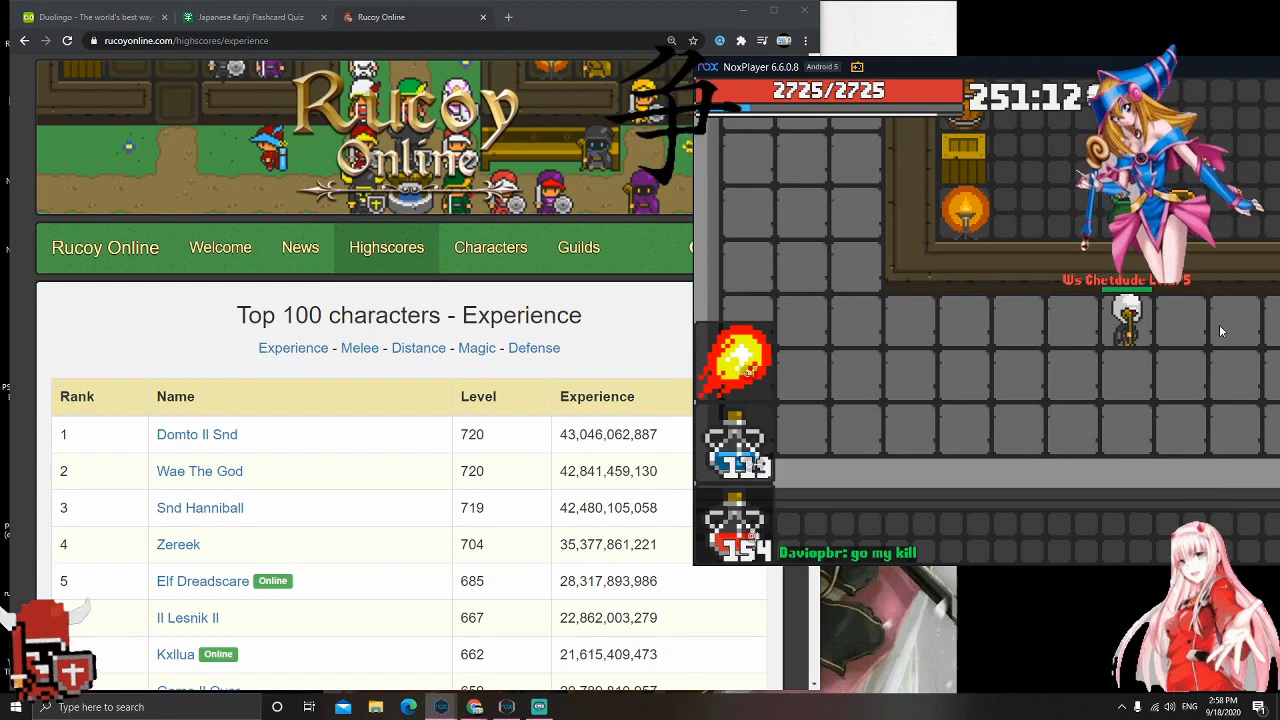 Duolingo - The world's best way
Japanese Kanji Flashcard Quiz
Rucoy Online
rucoyonline.com/highscores/experience
NoxPlayer 6.6.0.8 Android 5
2725/2725
251:12
Rucoy
Online
Rucoy Online Welcome News Highscores Characters Guilds
Top 100 characters - Experience
Experience - Melee - Distance - Magic - Defense
Rank Name Level Experience
1 Domto II Snd 720 43,046,062,887
2 Wae The God 720 42,841,459,130
3 Snd Hanniball 719 42,480,105,058
4 Zereek 704 35,377,861,221
5 Elf Dreadscare Online 685 28,317,893,986
6 Il Lesnik Il 667 22,862,003,279
Kxllua Online 662 21,615,409,473
Ws Ghetdude
119
154
Daviopbr: go my kill
Type here to search
ENG
2:58 PM
9/18/2020